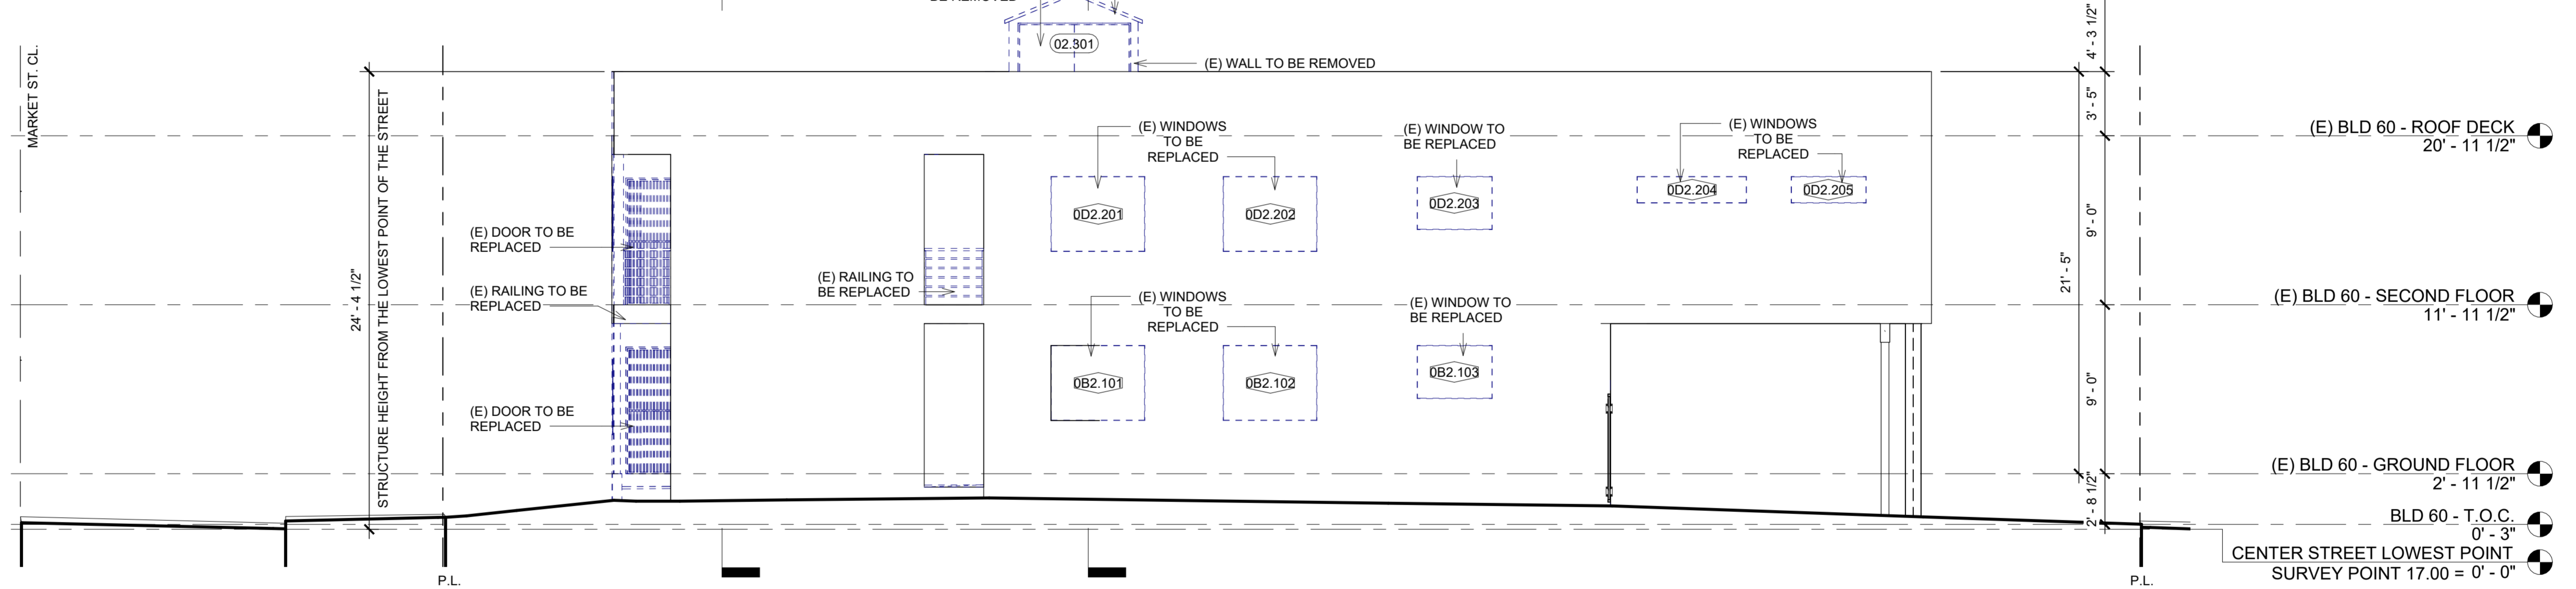 BE REMOVED
02.301
(E) WALL TO BE REMOVED
4' - 3 1/2"
MARKET ST. CL.
STRUCTURE HEIGHT FROM THE LOWEST POINT OF THE STREET
24' - 4 1/2"
3' - 5"
(E) BLD 60 - ROOF DECK
20' - 11 1/2"
(E) WINDOWS
TO BE
REPLACED
(E) WINDOW TO
BE REPLACED
(E) WINDOWS
TO BE
REPLACED
0D2.201
0D2.202
0D2.203
0D2.204
0D2.205
9' - 0"
21' - 5"
(E) DOOR TO BE
REPLACED
(E) RAILING TO BE
REPLACED
(E) RAILING TO
BE REPLACED
(E) BLD 60 - SECOND FLOOR
11' - 11 1/2"
(E) WINDOWS
TO BE
REPLACED
(E) WINDOW TO
BE REPLACED
0B2.101
0B2.102
0B2.103
9' - 0"
(E) DOOR TO BE
REPLACED
(E) BLD 60 - GROUND FLOOR
2' - 11 1/2"
2' - 8 1/2"
BLD 60 - T.O.C.
0' - 3"
CENTER STREET LOWEST POINT
SURVEY POINT 17.00 = 0' - 0"
P.L.
P.L.